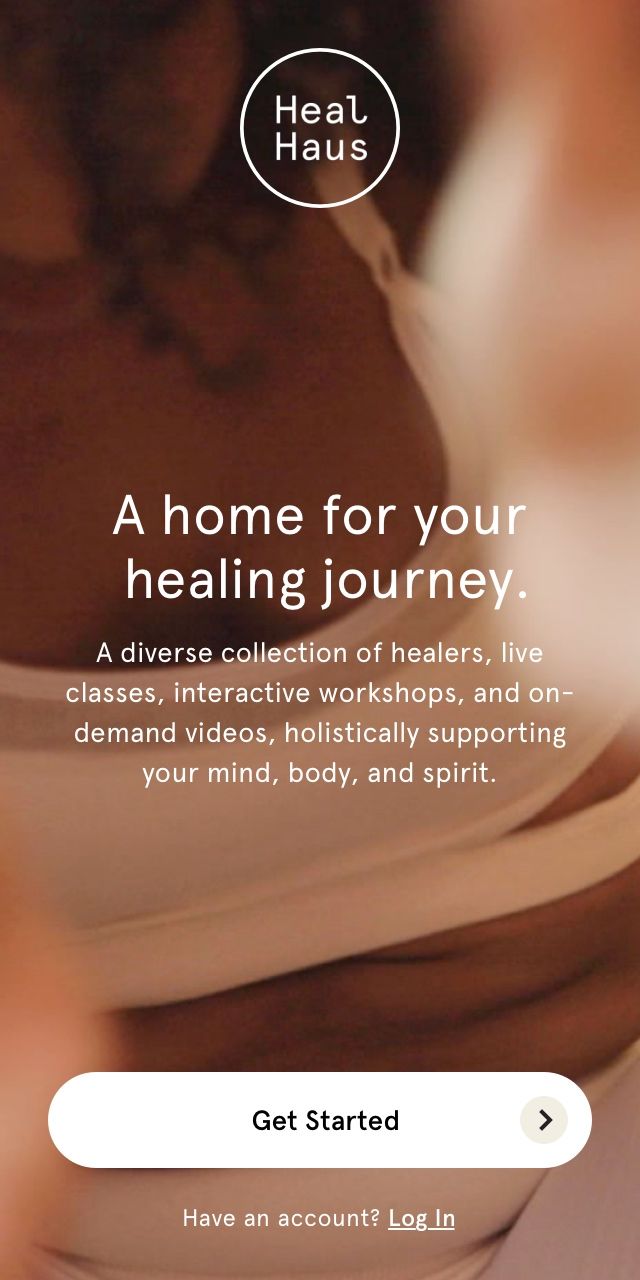 Heal
Haus
A home for your
healing journey.
A diverse collection of healers, live
classes, interactive workshops, and on-
demand videos, holistically supporting
your mind, body, and spirit.
Get Started
Have an account? Log In